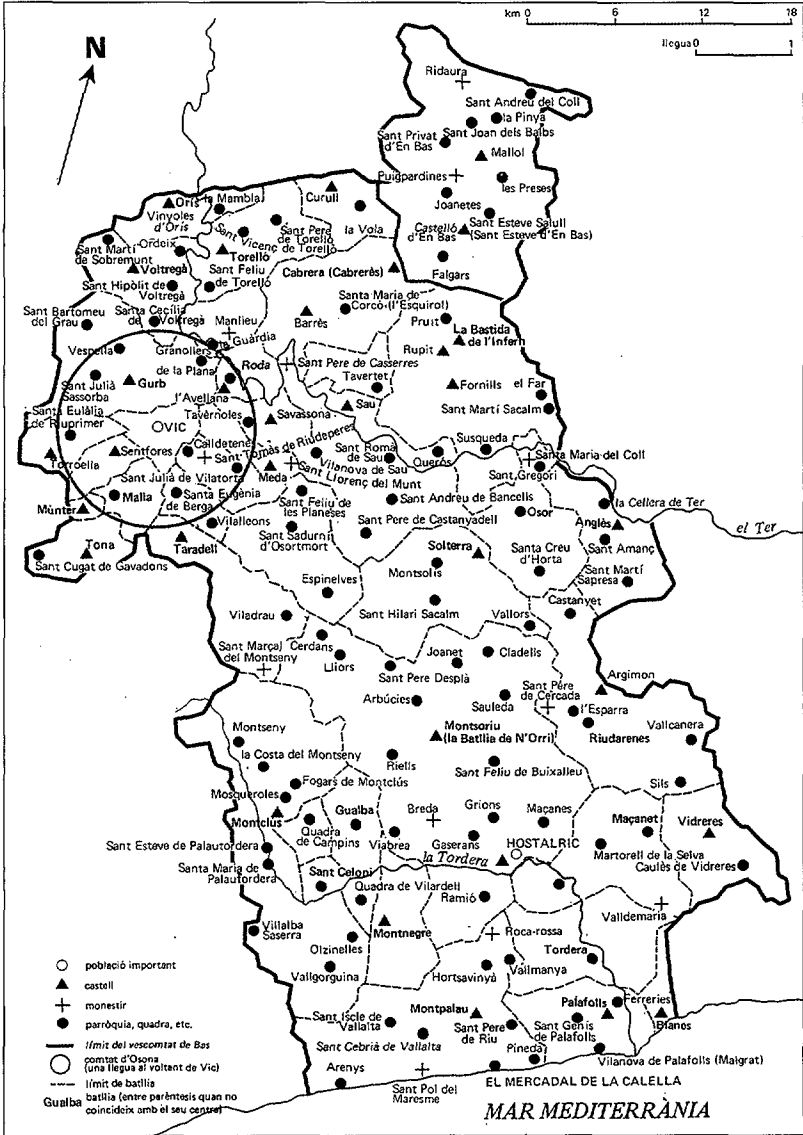 km 0 6 12 18
llegua 0 1
N
Ridaura
Sant Andreu del Coll
la Pinya
Sant Joan dels Balbs
Sant Privat
d'En Bas
Mallol
Puigpardines
les Preses
Joanetes
Castelló
d'En Bas
Sant Esteve Salull
(Sant Esteve d'En Bas)
Falgars
Orís
la Mambla
Curull
Vinyoles
d'Orís
Sant Vicenç
de Torelló
Sant Pere
de Torelló
la Vola
Ordeix
Sant Martí
de Sobremunt
Torelló
Voltregà
Sant Feliu
de Torelló
Cabrera (Cabrerès)
Sant Hipòlit de
Voltregà
Santa Maria de
Corcó (l'Esquirol)
Sant Bartomeu
del Grau
Santa Cecília
de Voltregà
Manlleu
Barrès
Pruït
La Bastida
de l'Infern
Vespella
la Guàrdia
Granollers
de la Plana
Roda
Sant Pere de Casserres
Rupit
Sant Julià
Sassorba
Gurb
l'Avellana
Tavertet
Fornills
el Far
Santa Eulàlia
de Riuprimer
Tavèrnoles
Savassona
Sau
Sant Martí Sacalm
VIC
Calldetenes
Sant Tomàs de Riudeperes
Sant Romà
de Sau
Susqueda
Torroella
Sentfores
Vilanova de Sau
Querós
Santa Maria del Coll
Sant Julià de Vilatorta
Meda
Sant Llorenç del Munt
Sant Gregori
Malla
Santa Eugènia
de Berga
Sant Feliu de
les Planeses
Sant Andreu de Bancells
la Cellera de Ter
Múnter
Osor
Anglès
el Ter
Vilalleons
Sant Sadurní
d'Osortmort
Sant Pere de Castanyadell
Tona
Taradell
Solterra
Santa Creu
d'Horta
Sant Amanç
Sant Cugat de Gavadons
Montsolís
Sant Martí
Sapresa
Espinelves
Castanyet
Viladrau
Sant Hilari Sacalm
Vallors
Cerdans
Sant Marçal
del Montseny
Lliors
Joanet
Cladells
Sant Pere Desplà
Argimon
Arbúcies
Sauleda
Sant Pere
de Cercada
l'Esparra
Montseny
Montsoriu
(la Batllia de N'Orri)
Riudarenes
Vallcanera
la Costa del Montseny
Riells
Sant Feliu de Buixalleu
Fogars de Montclús
Sils
Mosqueroles
Montclús
Gualba
Breda
Grions
Maçanes
Maçanet
Vidreres
Quadra
de Campins
Viabrea
Gaserans
HOSTALRIC
Sant Esteve de Palautordera
Martorell de la Selva
la Tordera
Caulès de Vidreres
Santa Maria de
Palautordera
Sant Celoni
Quadra de Vilardell
Ramió
Valldemaria
Villalba
Saserra
Montnegre
Roca-rossa
Olzinelles
Tordera
Vallgorguina
Hortsavinyà
Vallmanya
Montpalau
Palafolls
Ferreries
Sant Iscle de
Vallalta
Blanes
Sant Pere
de Riu
Sant Genís
de Palafolls
Sant Cebrià de Vallalta
Pineda
Vilanova de Palafolls (Malgrat)
Arenys
Sant Pol del
Maresme
EL MERCADAL DE LA CALELLA
MAR MEDITERRÀNIA
població important
castell
monestir
parròquia, quadra, etc.
límit del vescomtat de Bas
comtat d'Osona
(una llegua al voltant de Vic)
límit de batllia
Gualba batllia (entre parèntesis quan no
coincideix amb el seu centre)